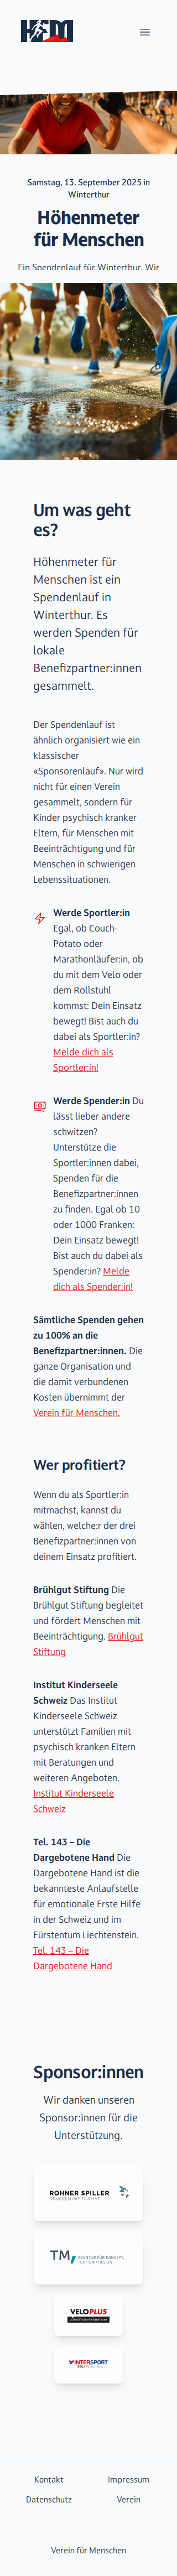 HFM
Samstag, 13. September 2025 in
Winterthur
Höhenmeter
für Menschen
Ein Spendenlauf für Winterthur. Wir
Um was geht
es?
Höhenmeter für
Menschen ist ein
Spendenlauf in
Winterthur. Es
werden Spenden für
lokale
Benefizpartner:innen
gesammelt.
Der Spendenlauf ist
ähnlich organisiert wie ein
klassischer
«Sponsorenlauf». Nur wird
nicht für einen Verein
gesammelt, sondern für
Kinder psychisch kranker
Eltern, für Menschen mit
Beeinträchtigung und für
Menschen in schwierigen
Lebenssituationen.
Werde Sportler:in
Egal, ob Couch-
Potato oder
Marathonläufer:in, ob
du mit dem Velo oder
dem Rollstuhl
kommst: Dein Einsatz
bewegt! Bist auch du
dabei als Sportler:in?
Melde dich als
Sportler:in!
Werde Spender:in Du
lässt lieber andere
schwitzen?
Unterstütze die
Sportler:innen dabei,
Spenden für die
Benefizpartner:innen
zu finden. Egal ob 10
oder 1000 Franken:
Dein Einsatz bewegt!
Bist auch du dabei als
Spender:in? Melde
dich als Spender:in!
Sämtliche Spenden gehen
zu 100% an die
Benefizpartner:innen. Die
ganze Organisation und
die damit verbundenen
Kosten übernimmt der
Verein für Menschen.
Wer profitiert?
Wenn du als Sportler:in
mitmachst, kannst du
wählen, welche:r der drei
Benefizpartner:innen von
deinem Einsatz profitiert.
Brühlgut Stiftung Die
Brühlgut Stiftung begleitet
und fördert Menschen mit
Beeinträchtigung. Brühlgut
Stiftung
Institut Kinderseele
Schweiz Das Institut
Kinderseele Schweiz
unterstützt Familien mit
psychisch kranken Eltern
mit Beratungen und
weiteren Angeboten.
Institut Kinderseele
Schweiz
Tel. 143 – Die
Dargebotene Hand Die
Dargebotene Hand ist die
bekannteste Anlaufstelle
für emotionale Erste Hilfe
in der Schweiz und im
Fürstentum Liechtenstein.
Tel. 143 – Die
Dargebotene Hand
Sponsor:innen
Wir danken unseren
Sponsor:innen für die
Unterstützung.
ROHNER SPILLER
DRUCKEN MIT FORMAT
TM/ AGENTUR FÜR KONZEPT,
TEXT UND DESIGN
VELOPLUS
INTERSPORT
Kontakt
Impressum
Datenschutz
Verein
Verein für Menschen